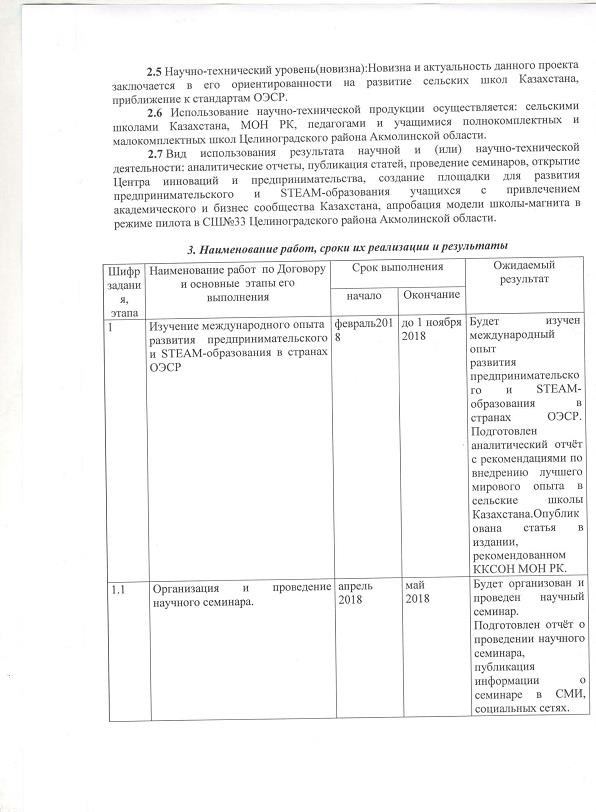 2.5 Научно-технический уровень(новизна):Новизна и актуальность данного проекта
заключается в его ориентированности на развитие сельских школ Казахстана,
приближение к стандартам ОЭСР.
2.6 Использование научно-технической продукции осуществляется: сельскими
школами Казахстана, МОН РК, педагогами и учащимися полнокомплектных и
малокомплектных школ Целиноградского района Акмолинской области.
2.7 Вид использования результата научной и (или) научно-технической
деятельности: аналитические отчеты, публикация статей, проведение семинаров, открытие
Центра инноваций и предпринимательства, создание площадки для развития
предпринимательского и STEAM-образования учащихся с привлечением
академического и бизнес сообщества Казахстана, апробация модели школы-магнита в
режиме пилота в СШ№33 Целиноградского района Акмолинской области.
3. Наименование работ, сроки их реализации и результаты
Шифр
задани
я,
этапа
Наименование работ по Договору
и основные этапы его
выполнения
Срок выполнения
начало
Окончание
Ожидаемый
результат
1
Изучение международного опыта
развития предпринимательского
и STEAM-образования в странах
ОЭСР
февраль201
8
до 1 ноября
2018
Будет изучен
международный
опыт
развития
предпринимательско
го и STEAM-
образования в
странах ОЭСР.
Подготовлен
аналитический отчёт
с рекомендациями по
внедрению лучшего
мирового опыта в
сельские школы
Казахстана.Опублик
ована статья в
издании,
рекомендованном
ККСОН МОН РК.
1.1
Организация и проведение
научного семинара.
апрель
2018
май
2018
Будет организован и
проведен научный
семинар.
Подготовлен отчёт о
проведении научного
семинара,
публикация
информации о
семинаре в СМИ,
социальных сетях.